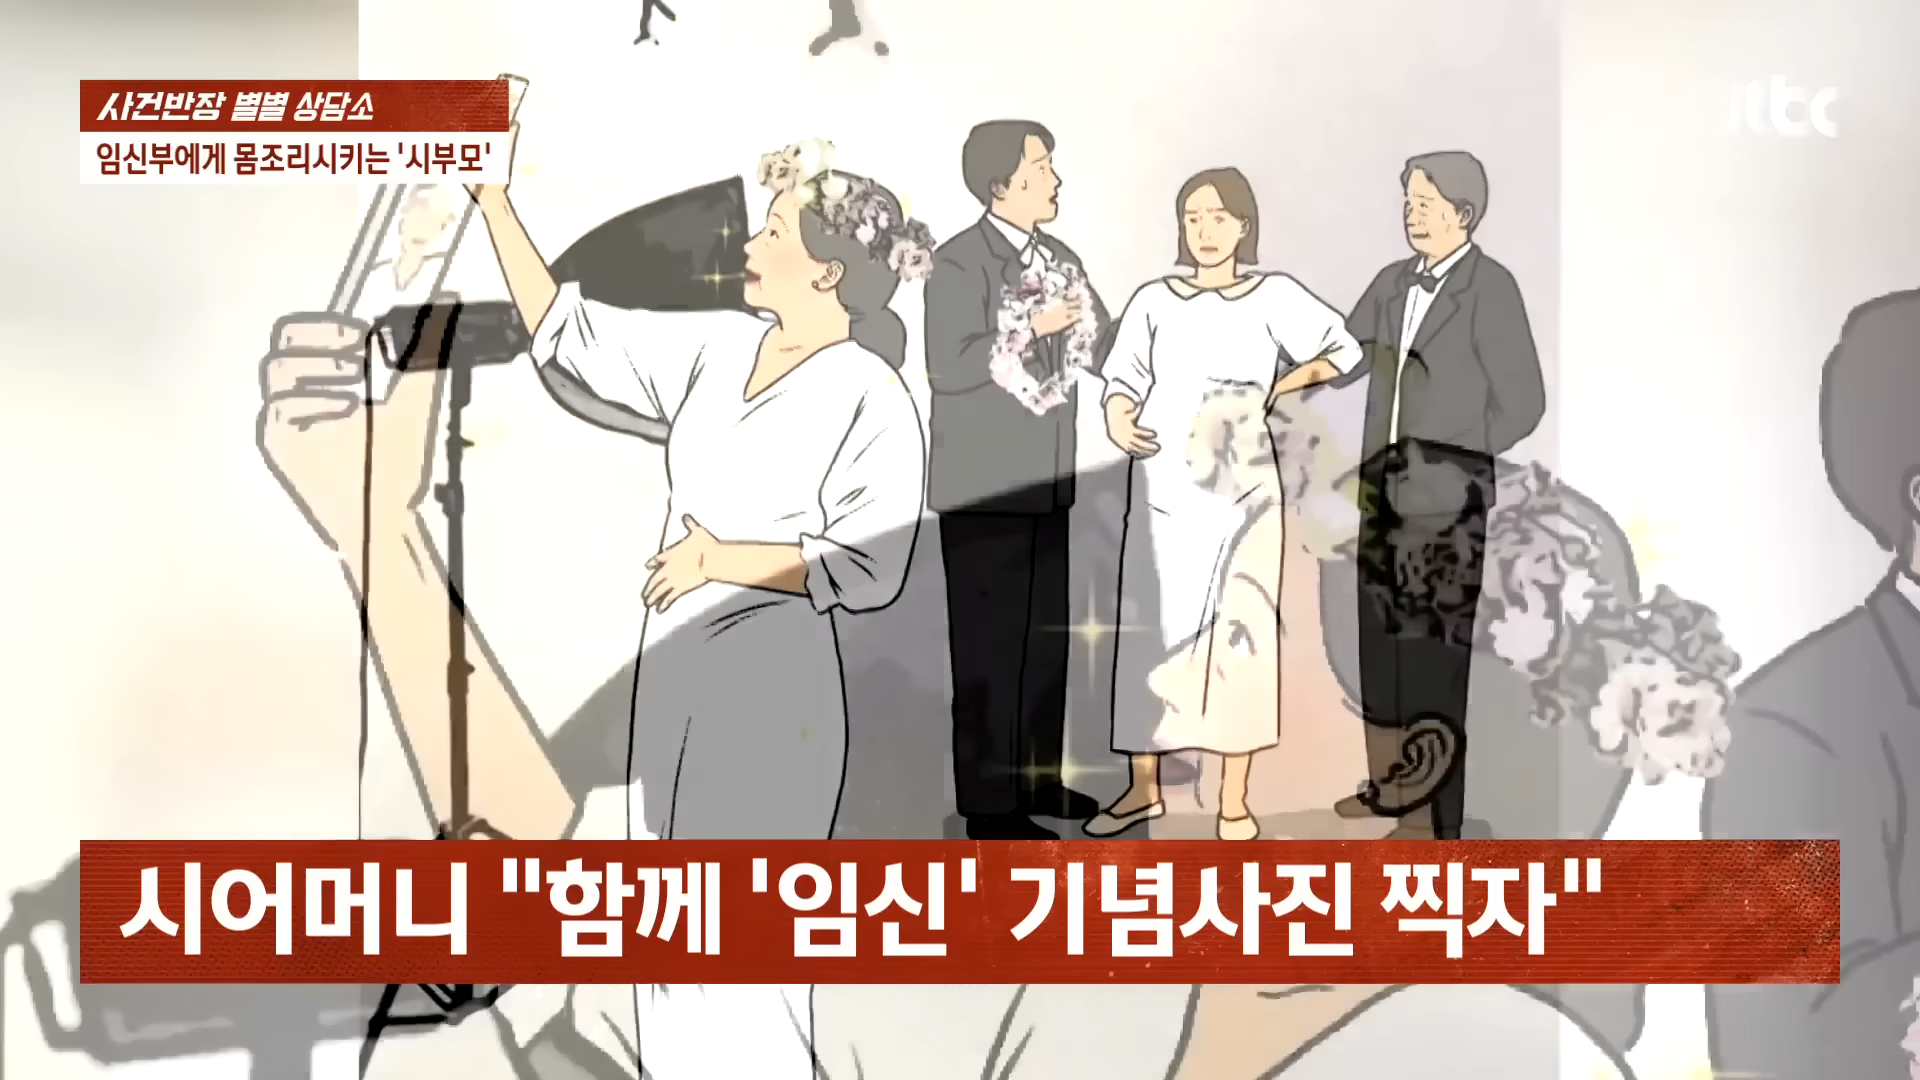 사건반장 별별 상담소
jtbc
임신부에게 몸조리시키는 '시부모'
시어머니 "함께 '임신' 기념사진 찍자"